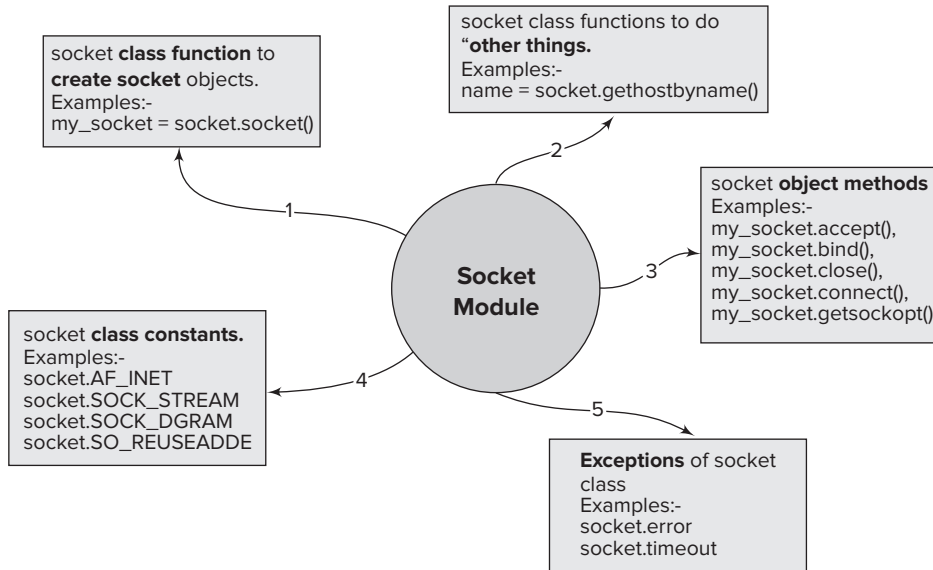 socket class function to
create socket objects.
Examples:-
my_socket = socket.socket()
socket class functions to do
“other things.
Examples:-
name = socket.gethostbyname()
1
2
socket object methods
Examples:-
my_socket.accept(),
my_socket.bind(),
my_socket.close(),
my_socket.connect(),
my_socket.getsockopt()
3
Socket
Module
socket class constants.
Examples:-
socket.AF_INET
socket.SOCK_STREAM
socket.SOCK_DGRAM
socket.SO_REUSEADDE
4
5
Exceptions of socket
class
Examples:-
socket.error
socket.timeout